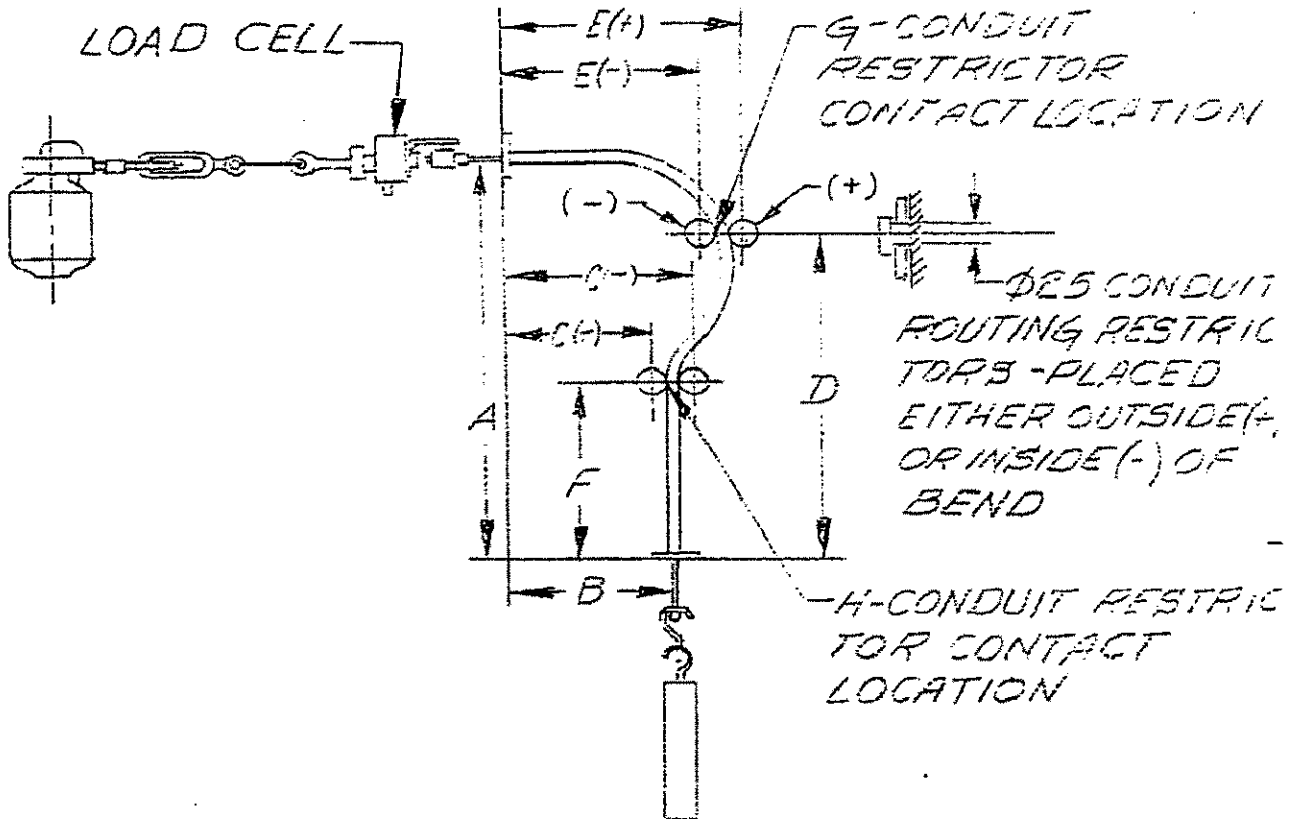 E(+)
LOAD CELL
G-CONDUIT
RESTRICTOR
CONTACT LOCATION
E(-)
(-)
(+)
C(-)
Φ25 CONDUIT
ROUTING RESTRIC
TORS-PLACED
EITHER OUTSIDE(+,
OR INSIDE(-) OF
BEND
D
A
F
B
H-CONDUIT RESTRIC
TOR CONTACT
LOCATION